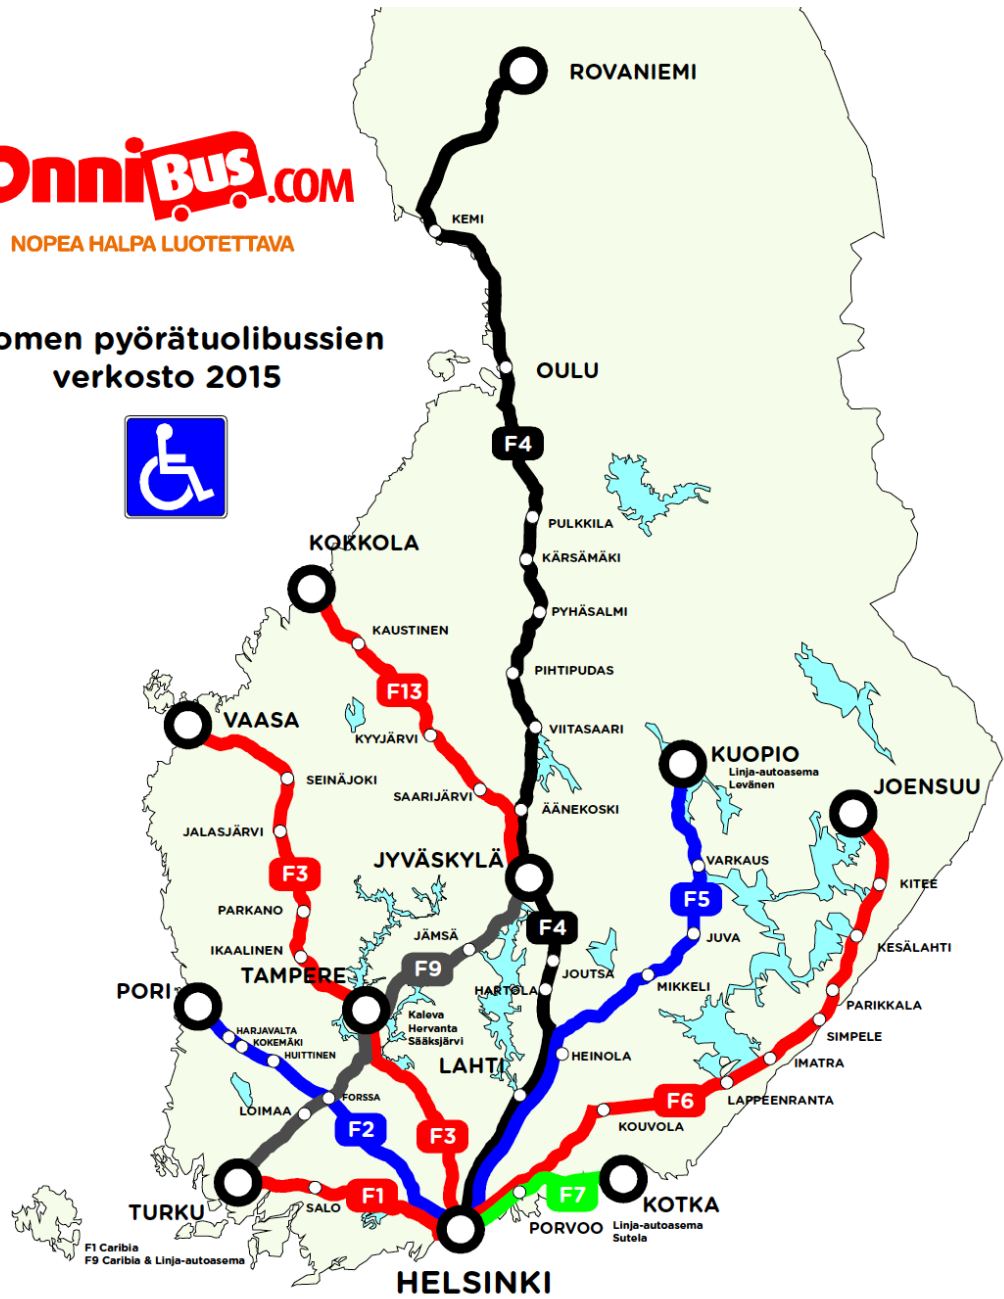 OnniBus.COM
NOPEA HALPA LUOTETTAVA
omen pyörätuolibussien
verkosto 2015
ROVANIEMI
KEMI
OULU
F4
PULKKILA
KÄRSÄMÄKI
PYHÄSALMI
PIHTIPUDAS
VIITASAARI
ÄÄNEKOSKI
KOKKOLA
KAUSTINEN
F13
KYYJÄRVI
SAARIJÄRVI
VAASA
SEINÄJOKI
JALASJÄRVI
F3
PARKANO
IKAALINEN
JYVÄSKYLÄ
F4
JÄMSÄ
F9
JOUTSA
HARTOLA
KUOPIO
Linja-autoasema
Levänen
VARKAUS
F5
JUVA
MIKKELI
HEINOLA
JOENSUU
KITEE
KESÄLAHTI
PARIKKALA
SIMPELE
IMATRA
LAPPEENRANTA
F6
KOUVOLA
TAMPERE
Kaleva
Hervanta
Sääksjärvi
LAHTI
PORI
HARJAVALTA
KOKEMÄKI
HUITTINEN
FORSSA
LOIMAA
F2
F3
TURKU
SALO
F1
F1 Caribia
F9 Caribia & Linja-autoasema
F7
PORVOO
KOTKA
Linja-autoasema
Sutela
HELSINKI